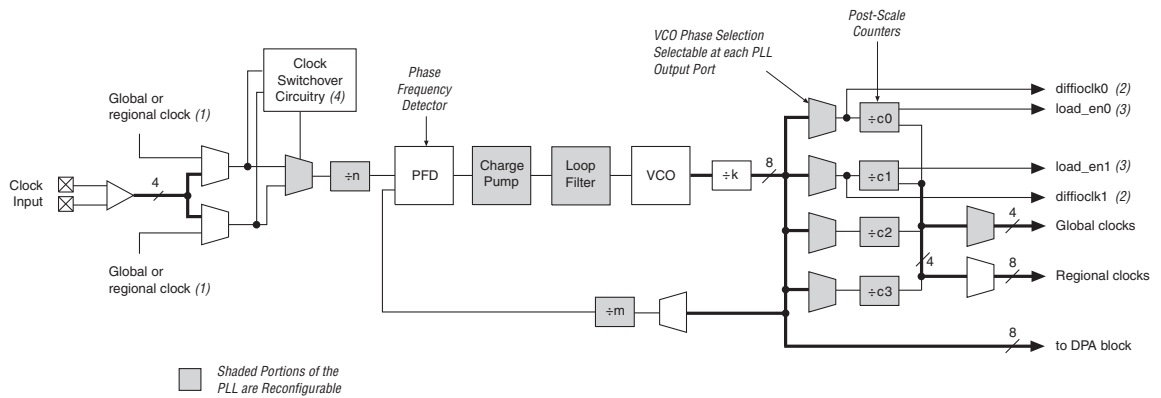 Post-Scale
Counters
VCO Phase Selection
Selectable at each PLL
Output Port
Clock
Switchover
Circuitry (4)
Phase
Frequency
Detector
Global or
regional clock (1)
diffioclk0 (2)
load_en0 (3)
÷c0
4
÷n
PFD
Charge
Pump
Loop
Filter
VCO
÷k
8
÷c1
load_en1 (3)
diffioclk1 (2)
Clock
Input
÷c2
4
Global clocks
Global or
regional clock (1)
4
8
Regional clocks
÷c3
÷m
8
to DPA block
Shaded Portions of the
PLL are Reconfigurable